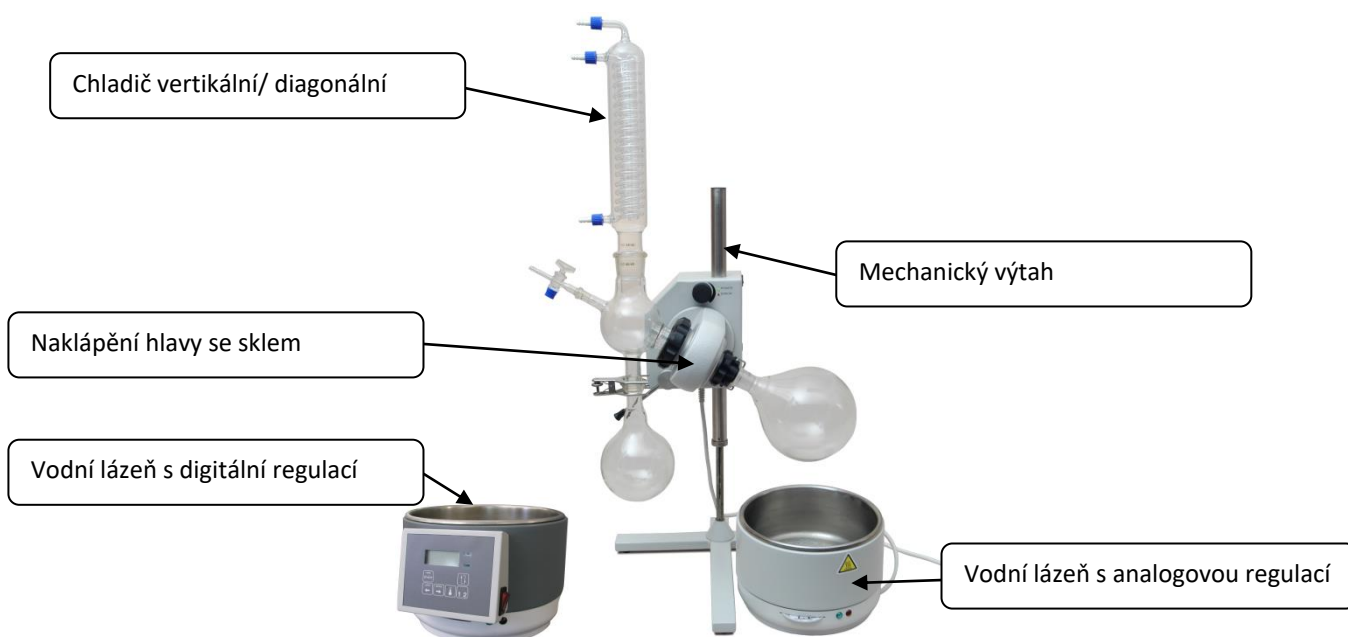 Chladič vertikální/ diagonální
Mechanický výtah
Naklápění hlavy se sklem
Vodní lázeň s digitální regulací
Vodní lázeň s analogovou regulací